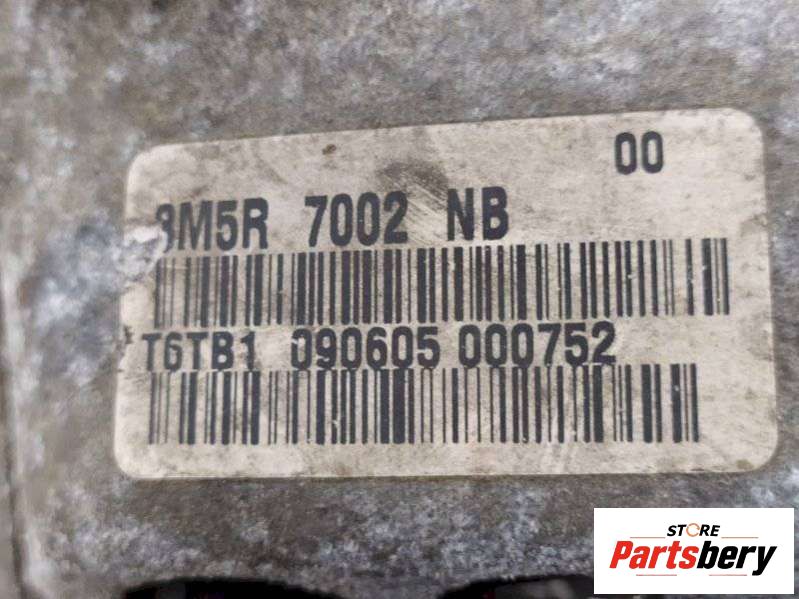 00
8M5R 7002 NB
T6TB1 090605 000752
STORE
Partsbery